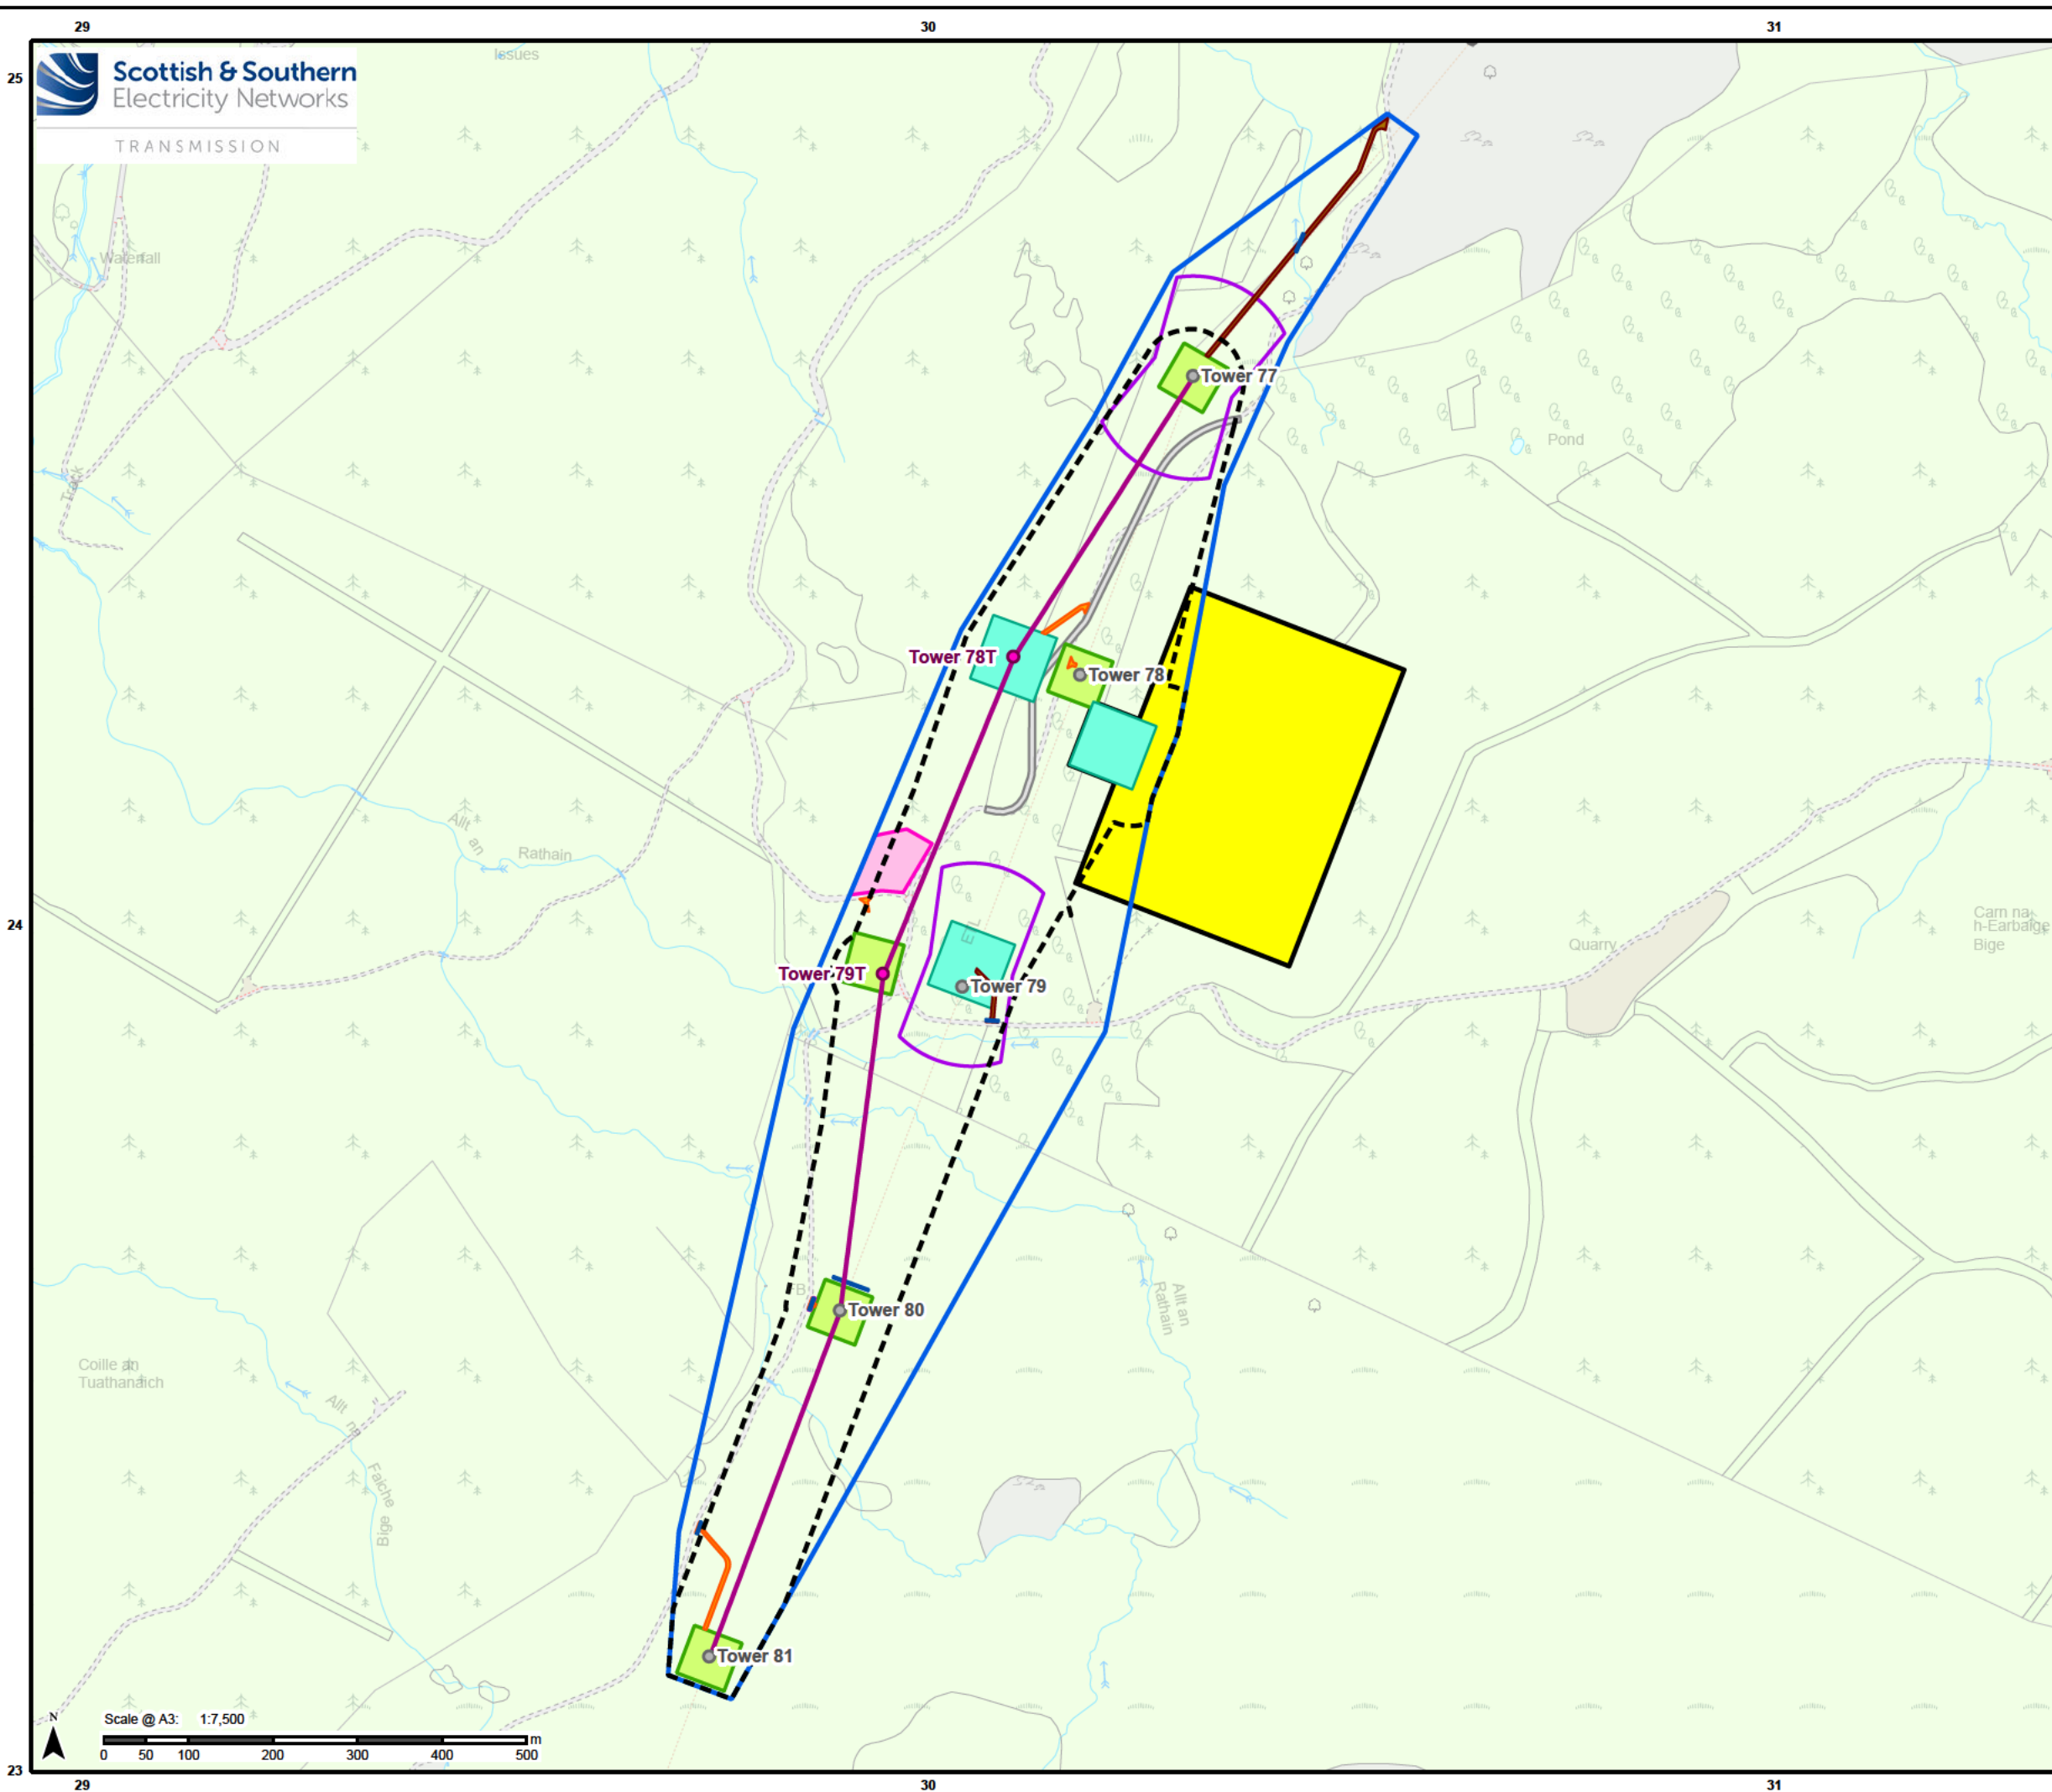 29 30 31
25
Scottish & Southern
Electricity Networks
TRANSMISSION
Issues
Waterfall
Track
Tower 77
Pond
Tower 78T
Tower 78
Allt an
Rathain
24
Tower 79T
Tower 79
Quarry
Carn na
h-Earbaige
Bige
Tower 80
Allt an
Rathain
Coille an
Tuathanaich
Allt na
Faiche
Bige
Tower 81
N
Scale @ A3: 1:7,500
0 50 100 200 300 400 500 m
23
29 30 31